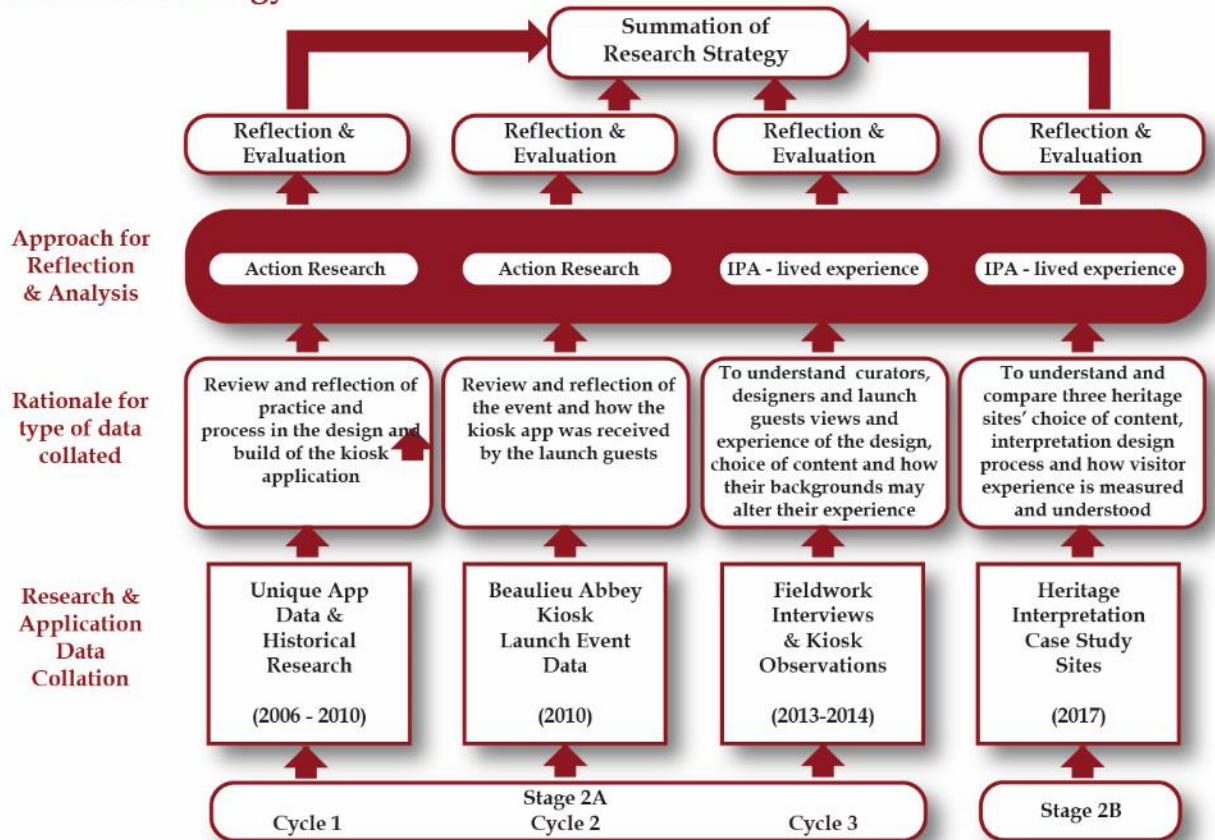 Summation of
Research Strategy
Reflection &
Evaluation
Reflection &
Evaluation
Reflection &
Evaluation
Reflection &
Evaluation
Approach for
Reflection
& Analysis
Action Research
Action Research
IPA - lived experience
IPA - lived experience
Rationale for
type of data
collated
Review and reflection of
practice and
process in the design and
build of the kiosk
application
Review and reflection of
the event and how the
kiosk app was received
by the launch guests
To understand curators,
designers and launch
guests views and
experience of the design,
choice of content and how
their backgrounds may
alter their experience
To understand and
compare three heritage
sites’ choice of content,
interpretation design
process and how visitor
experience is measured
and understood
Research &
Application
Data
Collation
Unique App
Data &
Historical
Research
(2006 - 2010)
Beaulieu Abbey
Kiosk
Launch Event
Data
(2010)
Fieldwork
Interviews
& Kiosk
Observations
(2013-2014)
Heritage
Interpretation
Case Study
Sites
(2017)
Stage 2A
Cycle 1 Cycle 2 Cycle 3
Stage 2B